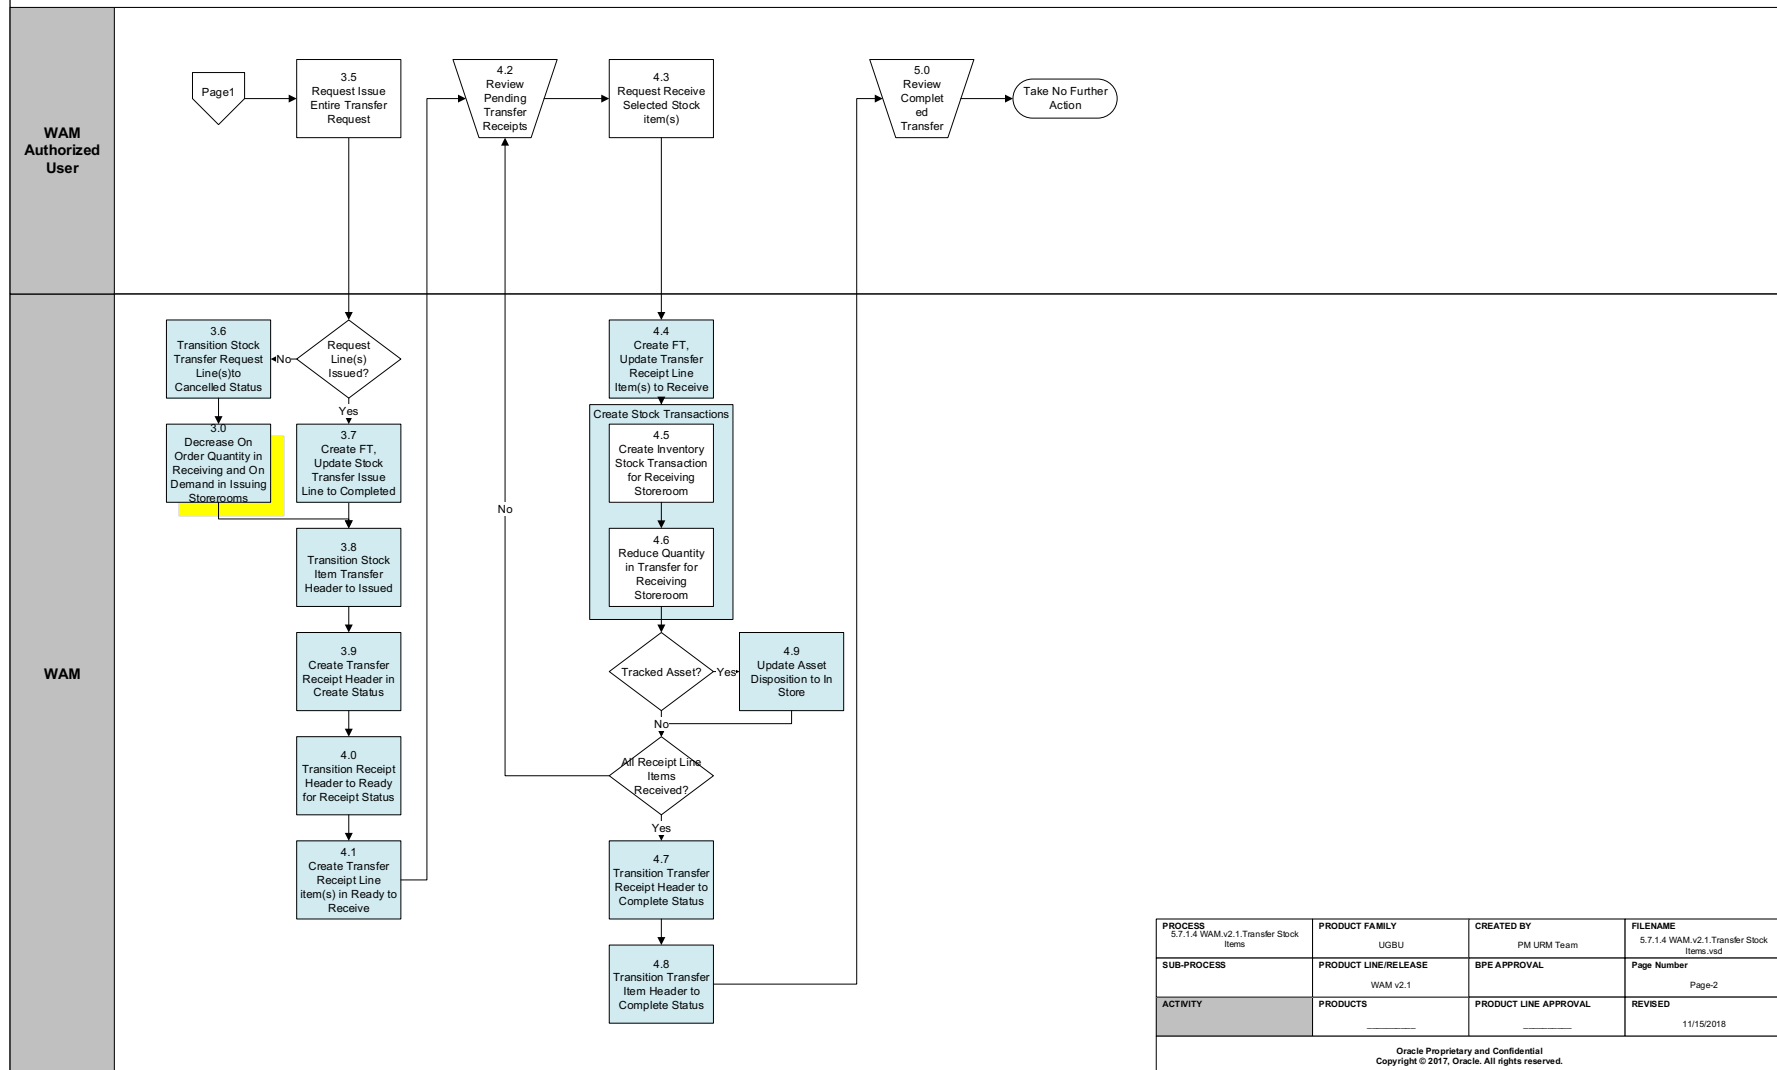 WAM
Authorized
User
Page1
3.5
Request Issue
Entire Transfer
Request
4.2
Review
Pending
Transfer
Receipts
4.3
Request Receive
Selected Stock
item(s)
5.0
Review
Complet
ed
Transfer
Take No Further
Action
WAM
3.6
Transition Stock
Transfer Request
Line(s)to
Cancelled Status
No
Request
Line(s)
Issued?
Yes
3.0
Decrease On
Order Quantity in
Receiving and On
Demand in Issuing
Storerooms
3.7
Create FT,
Update Stock
Transfer Issue
Line to Completed
3.8
Transition Stock
Item Transfer
Header to Issued
3.9
Create Transfer
Receipt Header in
Create Status
4.0
Transition Receipt
Header to Ready
for Receipt Status
4.1
Create Transfer
Receipt Line
item(s) in Ready to
Receive
No
4.4
Create FT,
Update Transfer
Receipt Line
Item(s) to Receive
Create Stock Transactions
4.5
Create Inventory
Stock Transaction
for Receiving
Storeroom
4.6
Reduce Quantity
in Transfer for
Receiving
Storeroom
Tracked Asset?
Yes
4.9
Update Asset
Disposition to In
Store
No
All Receipt Line
Items
Received?
Yes
4.7
Transition Transfer
Receipt Header to
Complete Status
4.8
Transition Transfer
Item Header to
Complete Status
PROCESS
5.7.1.4 WAM.v2.1.Transfer Stock
Items
PRODUCT FAMILY
UGBU
CREATED BY
PM URM Team
FILENAME
5.7.1.4 WAM.v2.1.Transfer Stock
Items.vsd
SUB-PROCESS
PRODUCT LINE/RELEASE
WAM v2.1
BPE APPROVAL
Page Number
Page-2
ACTIVITY
PRODUCTS
PRODUCT LINE APPROVAL
REVISED
11/15/2018
Oracle Proprietary and Confidential
Copyright © 2017, Oracle. All rights reserved.